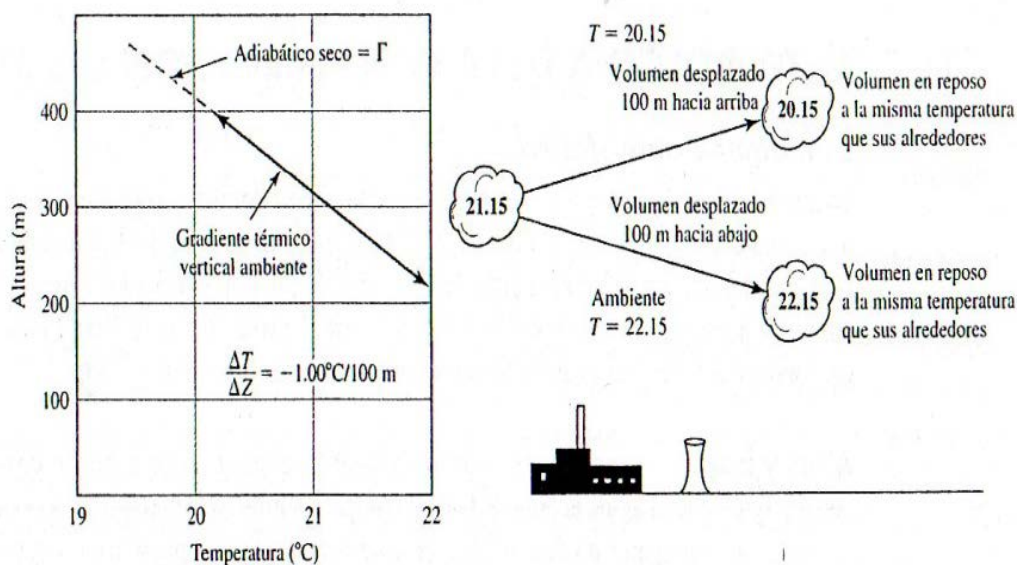 Adiabático seco = Γ
Gradiente térmico
vertical ambiente
ΔT/ΔZ = −1.00°C/100 m
Altura (m)
400
300
200
100
19
20
21
22
Temperatura (°C)
T = 20.15
Volumen desplazado
100 m hacia arriba
20.15
Volumen en reposo
a la misma temperatura
que sus alrededores
21.15
Volumen desplazado
100 m hacia abajo
Ambiente
T = 22.15
22.15
Volumen en reposo
a la misma temperatura
que sus alrededores